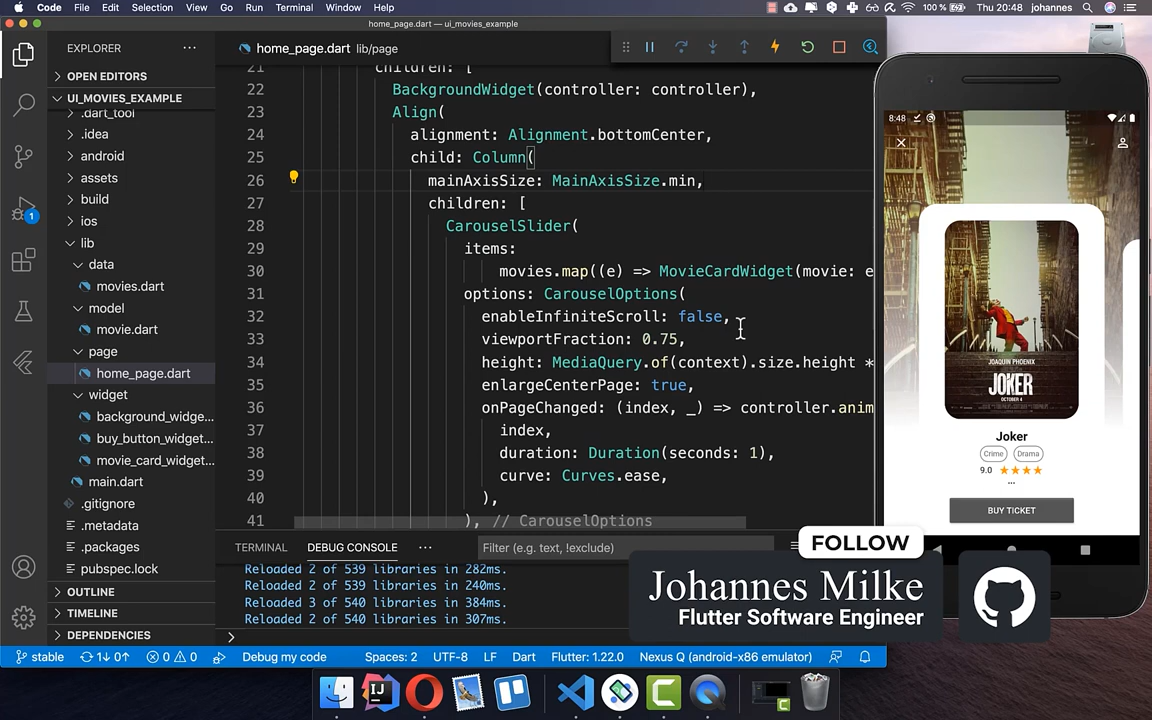 Code File Edit Selection View Go Run Terminal Window Help
100 % Thu 20:48 johannes
home_page.dart — ui_movies_example
EXPLORER
OPEN EDITORS
UI_MOVIES_EXAMPLE
.dart_tool
.idea
android
assets
build
ios
lib
data
movies.dart
model
movie.dart
page
home_page.dart
widget
background_widge...
buy_button_widget...
movie_card_widget...
main.dart
.gitignore
.metadata
.packages
pubspec.lock
OUTLINE
TIMELINE
DEPENDENCIES
1
home_page.dart lib/page
21 children: [
22 BackgroundWidget(controller: controller),
23 Align(
24 alignment: Alignment.bottomCenter,
25 child: Column(
26 mainAxisSize: MainAxisSize.min,
27 children: [
28 CarouselSlider(
29 items:
30 movies.map((e) => MovieCardWidget(movie: e
31 options: CarouselOptions(
32 enableInfiniteScroll: false,
33 viewportFraction: 0.75,
34 height: MediaQuery.of(context).size.height *
35 enlargeCenterPage: true,
36 onPageChanged: (index, _) => controller.anim
37 index,
38 duration: Duration(seconds: 1),
39 curve: Curves.ease,
40 ),
41 ), // CarouselOptions
TERMINAL DEBUG CONSOLE ... Filter (e.g. text, !exclude)
Reloaded 2 of 539 libraries in 282ms.
Reloaded 2 of 539 libraries in 240ms.
Reloaded 3 of 540 libraries in 384ms.
Reloaded 2 of 540 libraries in 307ms.
stable 1↓ 0↑ 0 0 Debug my code Spaces: 2 UTF-8 LF Dart Flutter: 1.22.0 Nexus Q (android-x86 emulator)
8:48
JOAQUIN PHOENIX
JOKER
OCTOBER 4
Joker
Crime Drama
9.0
...
BUY TICKET
FOLLOW
Johannes Milke
Flutter Software Engineer